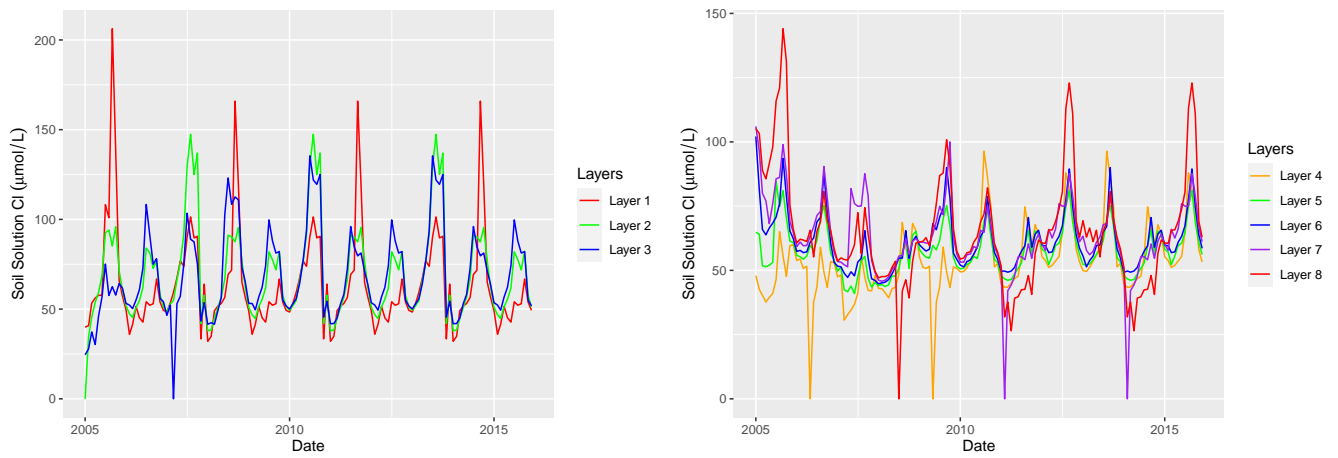 200
150
100
50
0
Soil Solution Cl (μmol/L)
2005
2010
2015
Date
Layers
Layer 1
Layer 2
Layer 3
150
100
50
0
Soil Solution Cl (μmol/L)
2005
2010
2015
Date
Layers
Layer 4
Layer 5
Layer 6
Layer 7
Layer 8